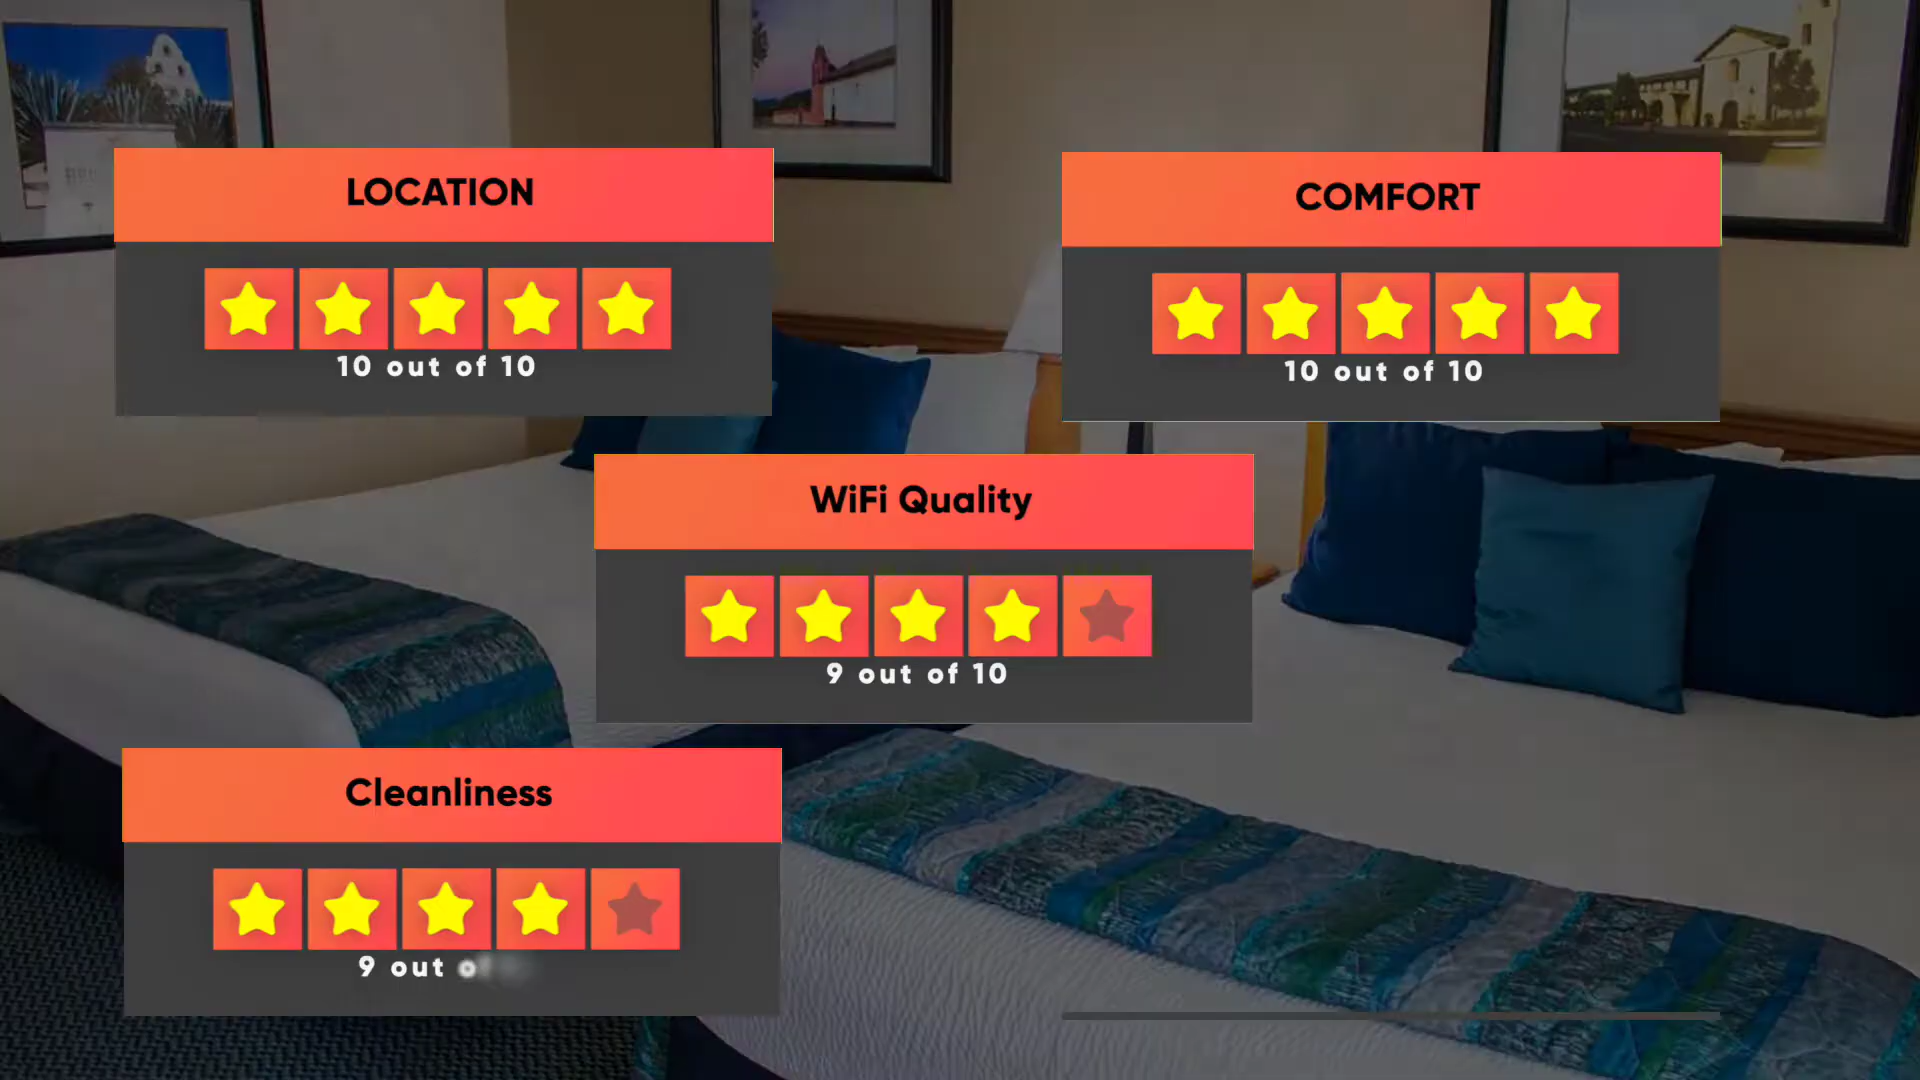 LOCATION
10 out of 10
COMFORT
10 out of 10
WiFi Quality
9 out of 10
Cleanliness
9 out